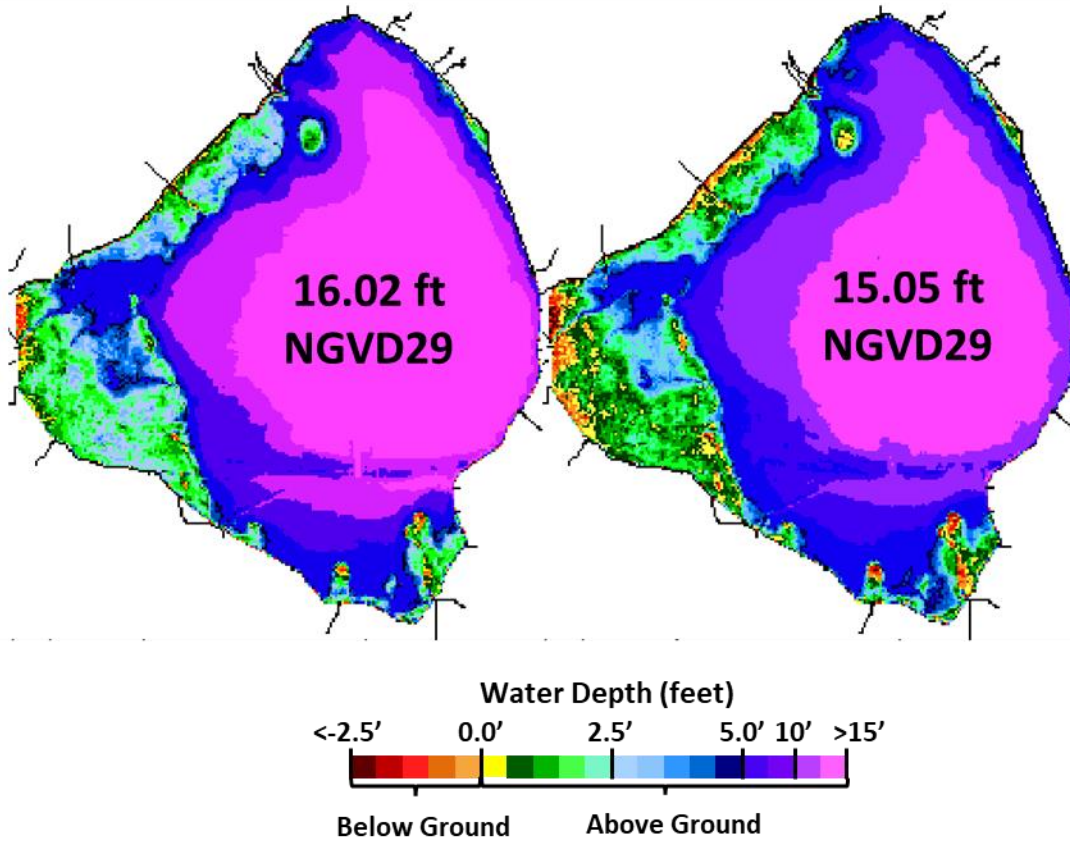 16.02 ft
NGVD29
15.05 ft
NGVD29
Water Depth (feet)
<-2.5’ 0.0’ 2.5’ 5.0’ 10’ >15’
Below Ground Above Ground